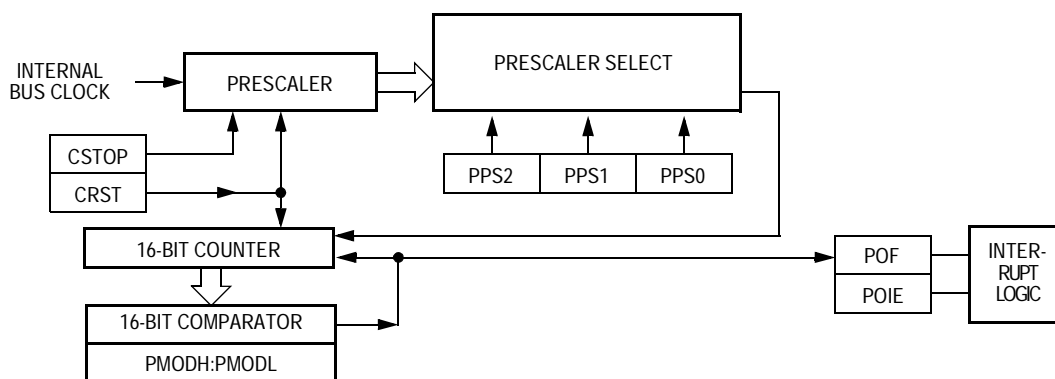 INTERNAL
BUS CLOCK
PRESCALER
PRESCALER SELECT
CSTOP
CRST
PPS2
PPS1
PPS0
16-BIT COUNTER
16-BIT COMPARATOR
PMODH:PMODL
POF
POIE
INTER-
RUPT
LOGIC